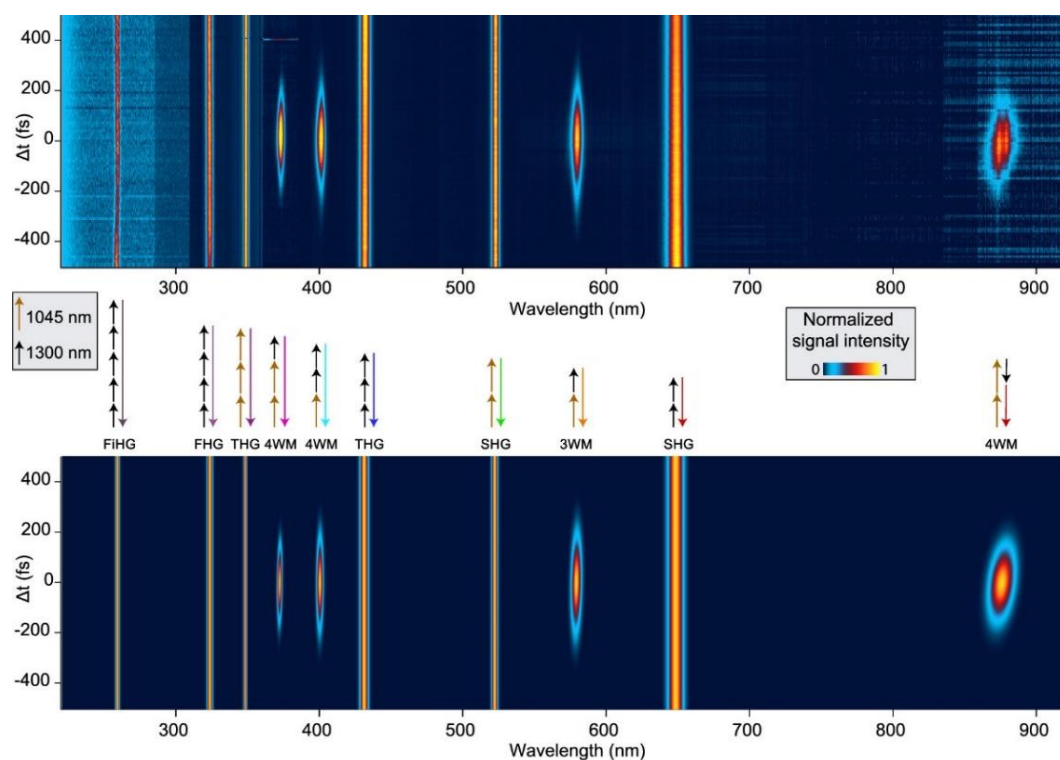 400
200
0
-200
-400
Δt (fs)
300 400 500 600 700 800 900
Wavelength (nm)
1045 nm
1300 nm
Normalized
signal intensity
0 1
FiHG FHG THG 4WM 4WM THG SHG 3WM SHG 4WM
400
200
0
-200
-400
Δt (fs)
300 400 500 600 700 800 900
Wavelength (nm)